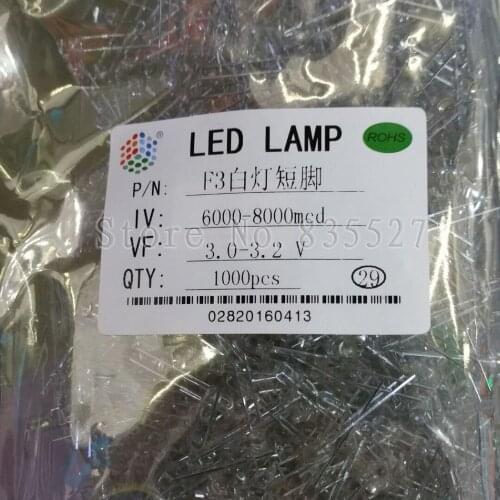 LED LAMP
ROHS
P/N: F3白灯短脚
IV: 6000-8000mcd
Store No: 835527
VF: 3.0-3.2 V
QTY: 1000pcs 29
02820160413